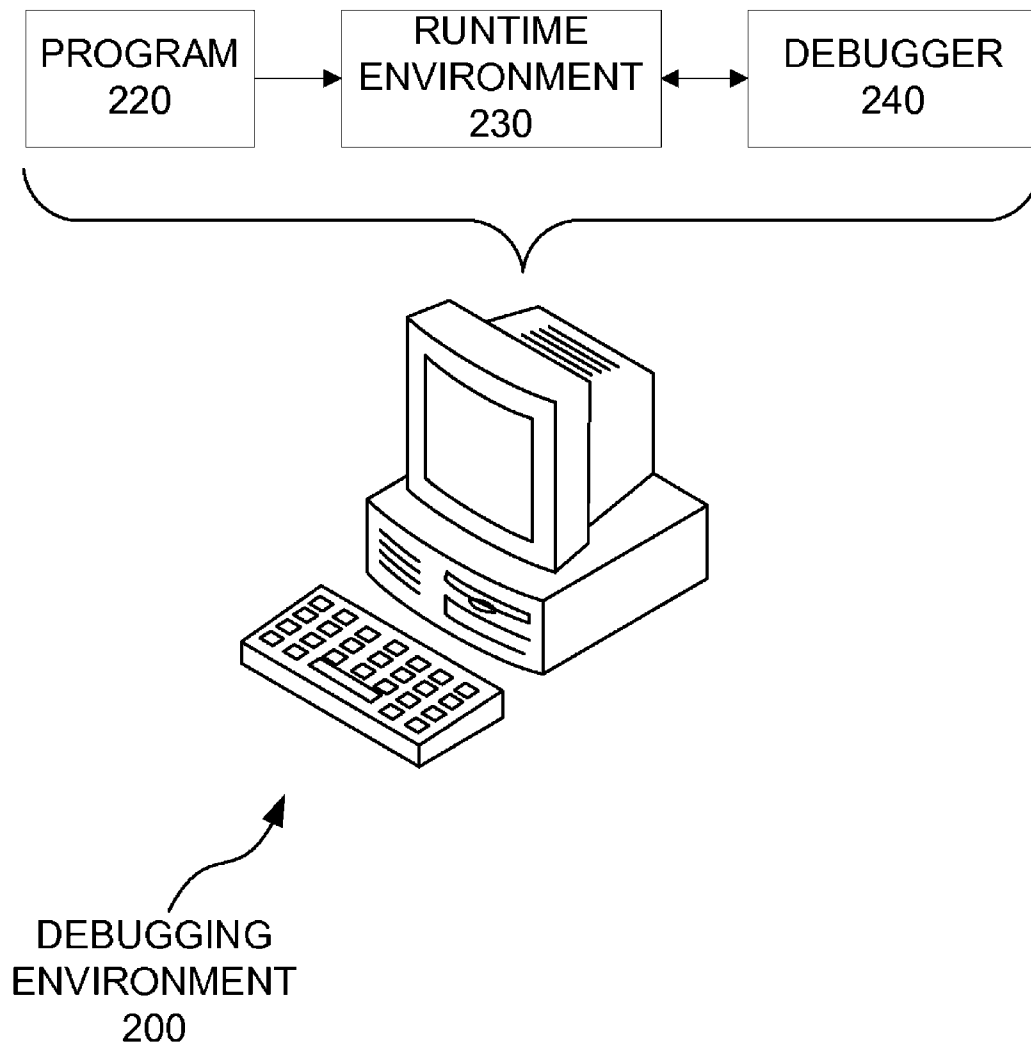 PROGRAM
220
RUNTIME
ENVIRONMENT
230
DEBUGGER
240
DEBUGGING
ENVIRONMENT
200